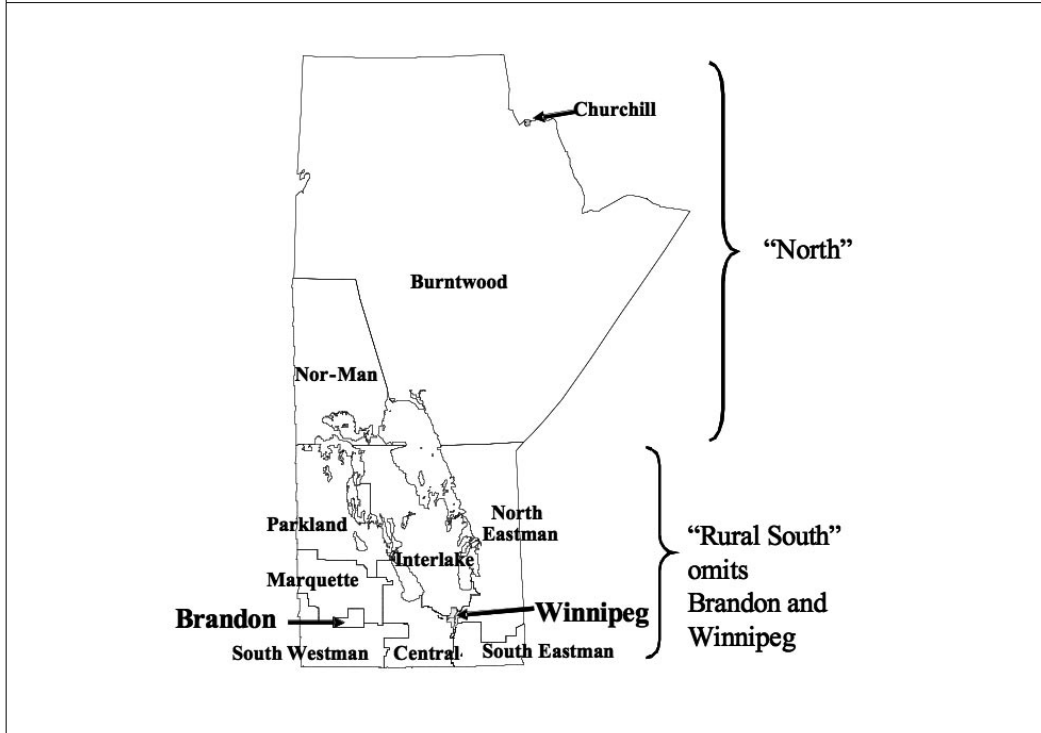 Churchill
“North”
Burntwood
Nor-Man
Parkland
North
Eastman
“Rural South”
omits
Brandon and
Winnipeg
Interlake
Marquette
Brandon
Winnipeg
South Westman
Central
South Eastman